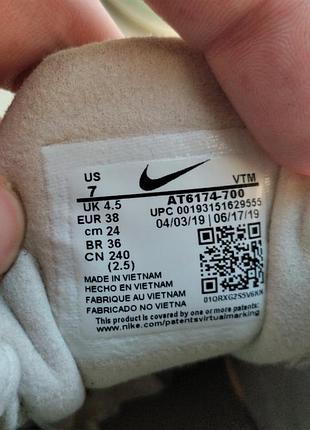 US
7
VTM
UK 4.5
AT6174-700
EUR 38
UPC 00193151629555
cm 24
04/03/19 | 06/17/19
BR 36
CN 240
(2.5)
MADE IN VIETNAM
HECHO EN VIETNAM
FABRIQUE AU VIETNAM
FABRICADO NO VIETNÃ
This product is covered by one or more patents:
www.nike.com/patentsvirtualmarking